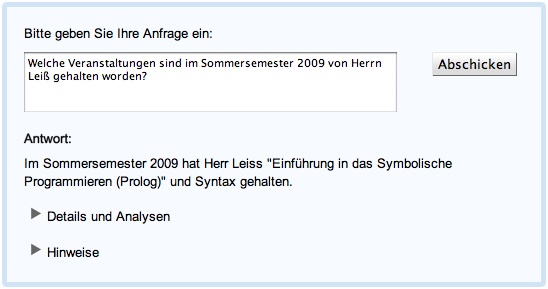 Bitte geben Sie Ihre Anfrage ein:
Welche Veranstaltungen sind im Sommersemester 2009 von Herrn
Leiß gehalten worden?
Abschicken
Antwort:
Im Sommersemester 2009 hat Herr Leiss "Einführung in das Symbolische
Programmieren (Prolog)" und Syntax gehalten.
Details und Analysen
Hinweise